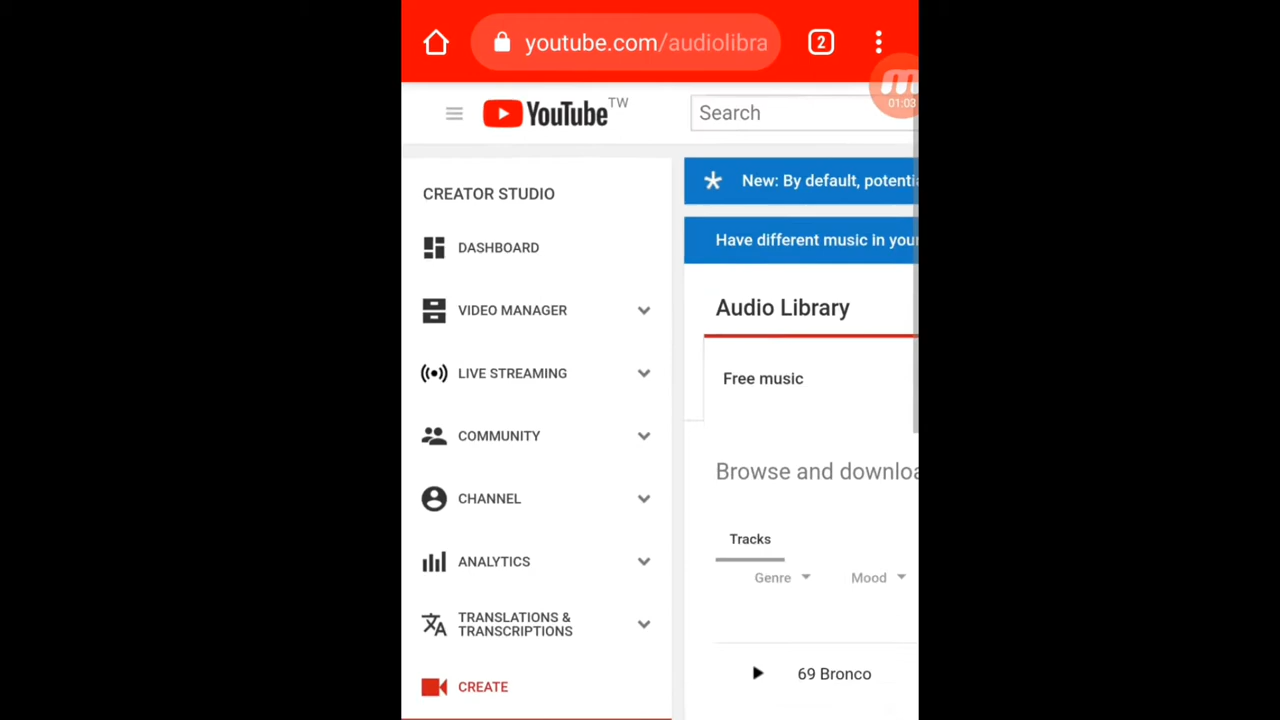 youtube.com/audiolibra
2
01:03
YouTube TW
Search
CREATOR STUDIO
DASHBOARD
VIDEO MANAGER
LIVE STREAMING
COMMUNITY
CHANNEL
ANALYTICS
TRANSLATIONS &
TRANSCRIPTIONS
CREATE
New: By default, potenti
Have different music in your
Audio Library
Free music
Browse and downloa
Tracks
Genre
Mood
69 Bronco